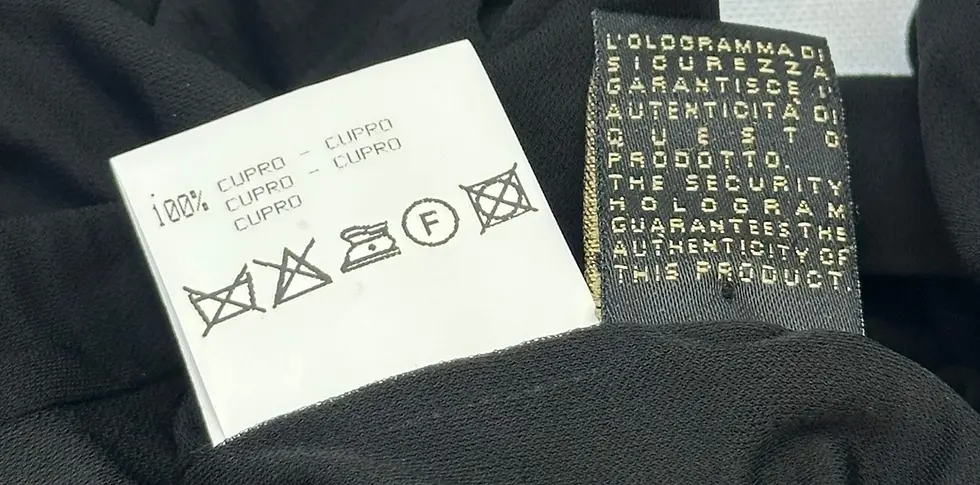 100% CUPRO - CUPRO
CUPRO - CUPRO
CUPRO
F
L'OLOGRAMMA DI
SICUREZZA
GARANTISCE L'
AUTENTICITÀ DI
QUESTO
PRODOTTO.
THE SECURITY
HOLOGRAM
GUARANTEES THE
AUTHENTICITY OF
THIS PRODUCT.